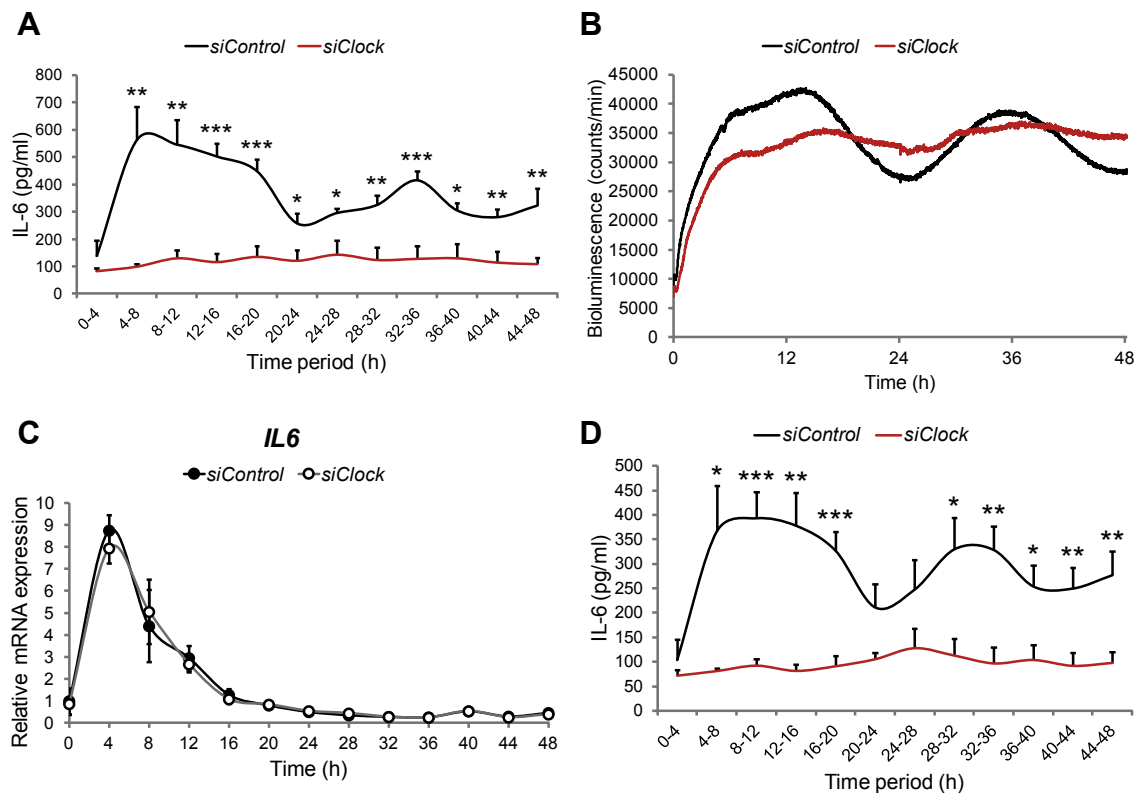 A
siControl siClock
IL-6 (pg/ml)
800
700
600
500
400
300
200
100
0
** ** *** *** * * ** *** * ** **
0-4 4-8 8-12 12-16 16-20 20-24 24-28 28-32 32-36 36-40 40-44 44-48
Time period (h)
B
siControl siClock
Bioluminescence (counts/min)
45000
40000
35000
30000
25000
20000
15000
10000
5000
0
0 12 24 36 48
Time (h)
C
IL6
siControl siClock
Relative mRNA expression
10
9
8
7
6
5
4
3
2
1
0
0 4 8 12 16 20 24 28 32 36 40 44 48
Time (h)
D
siControl siClock
IL-6 (pg/ml)
500
450
400
350
300
250
200
150
100
50
0
* *** ** *** * ** * ** **
0-4 4-8 8-12 12-16 16-20 20-24 24-28 28-32 32-36 36-40 40-44 44-48
Time period (h)